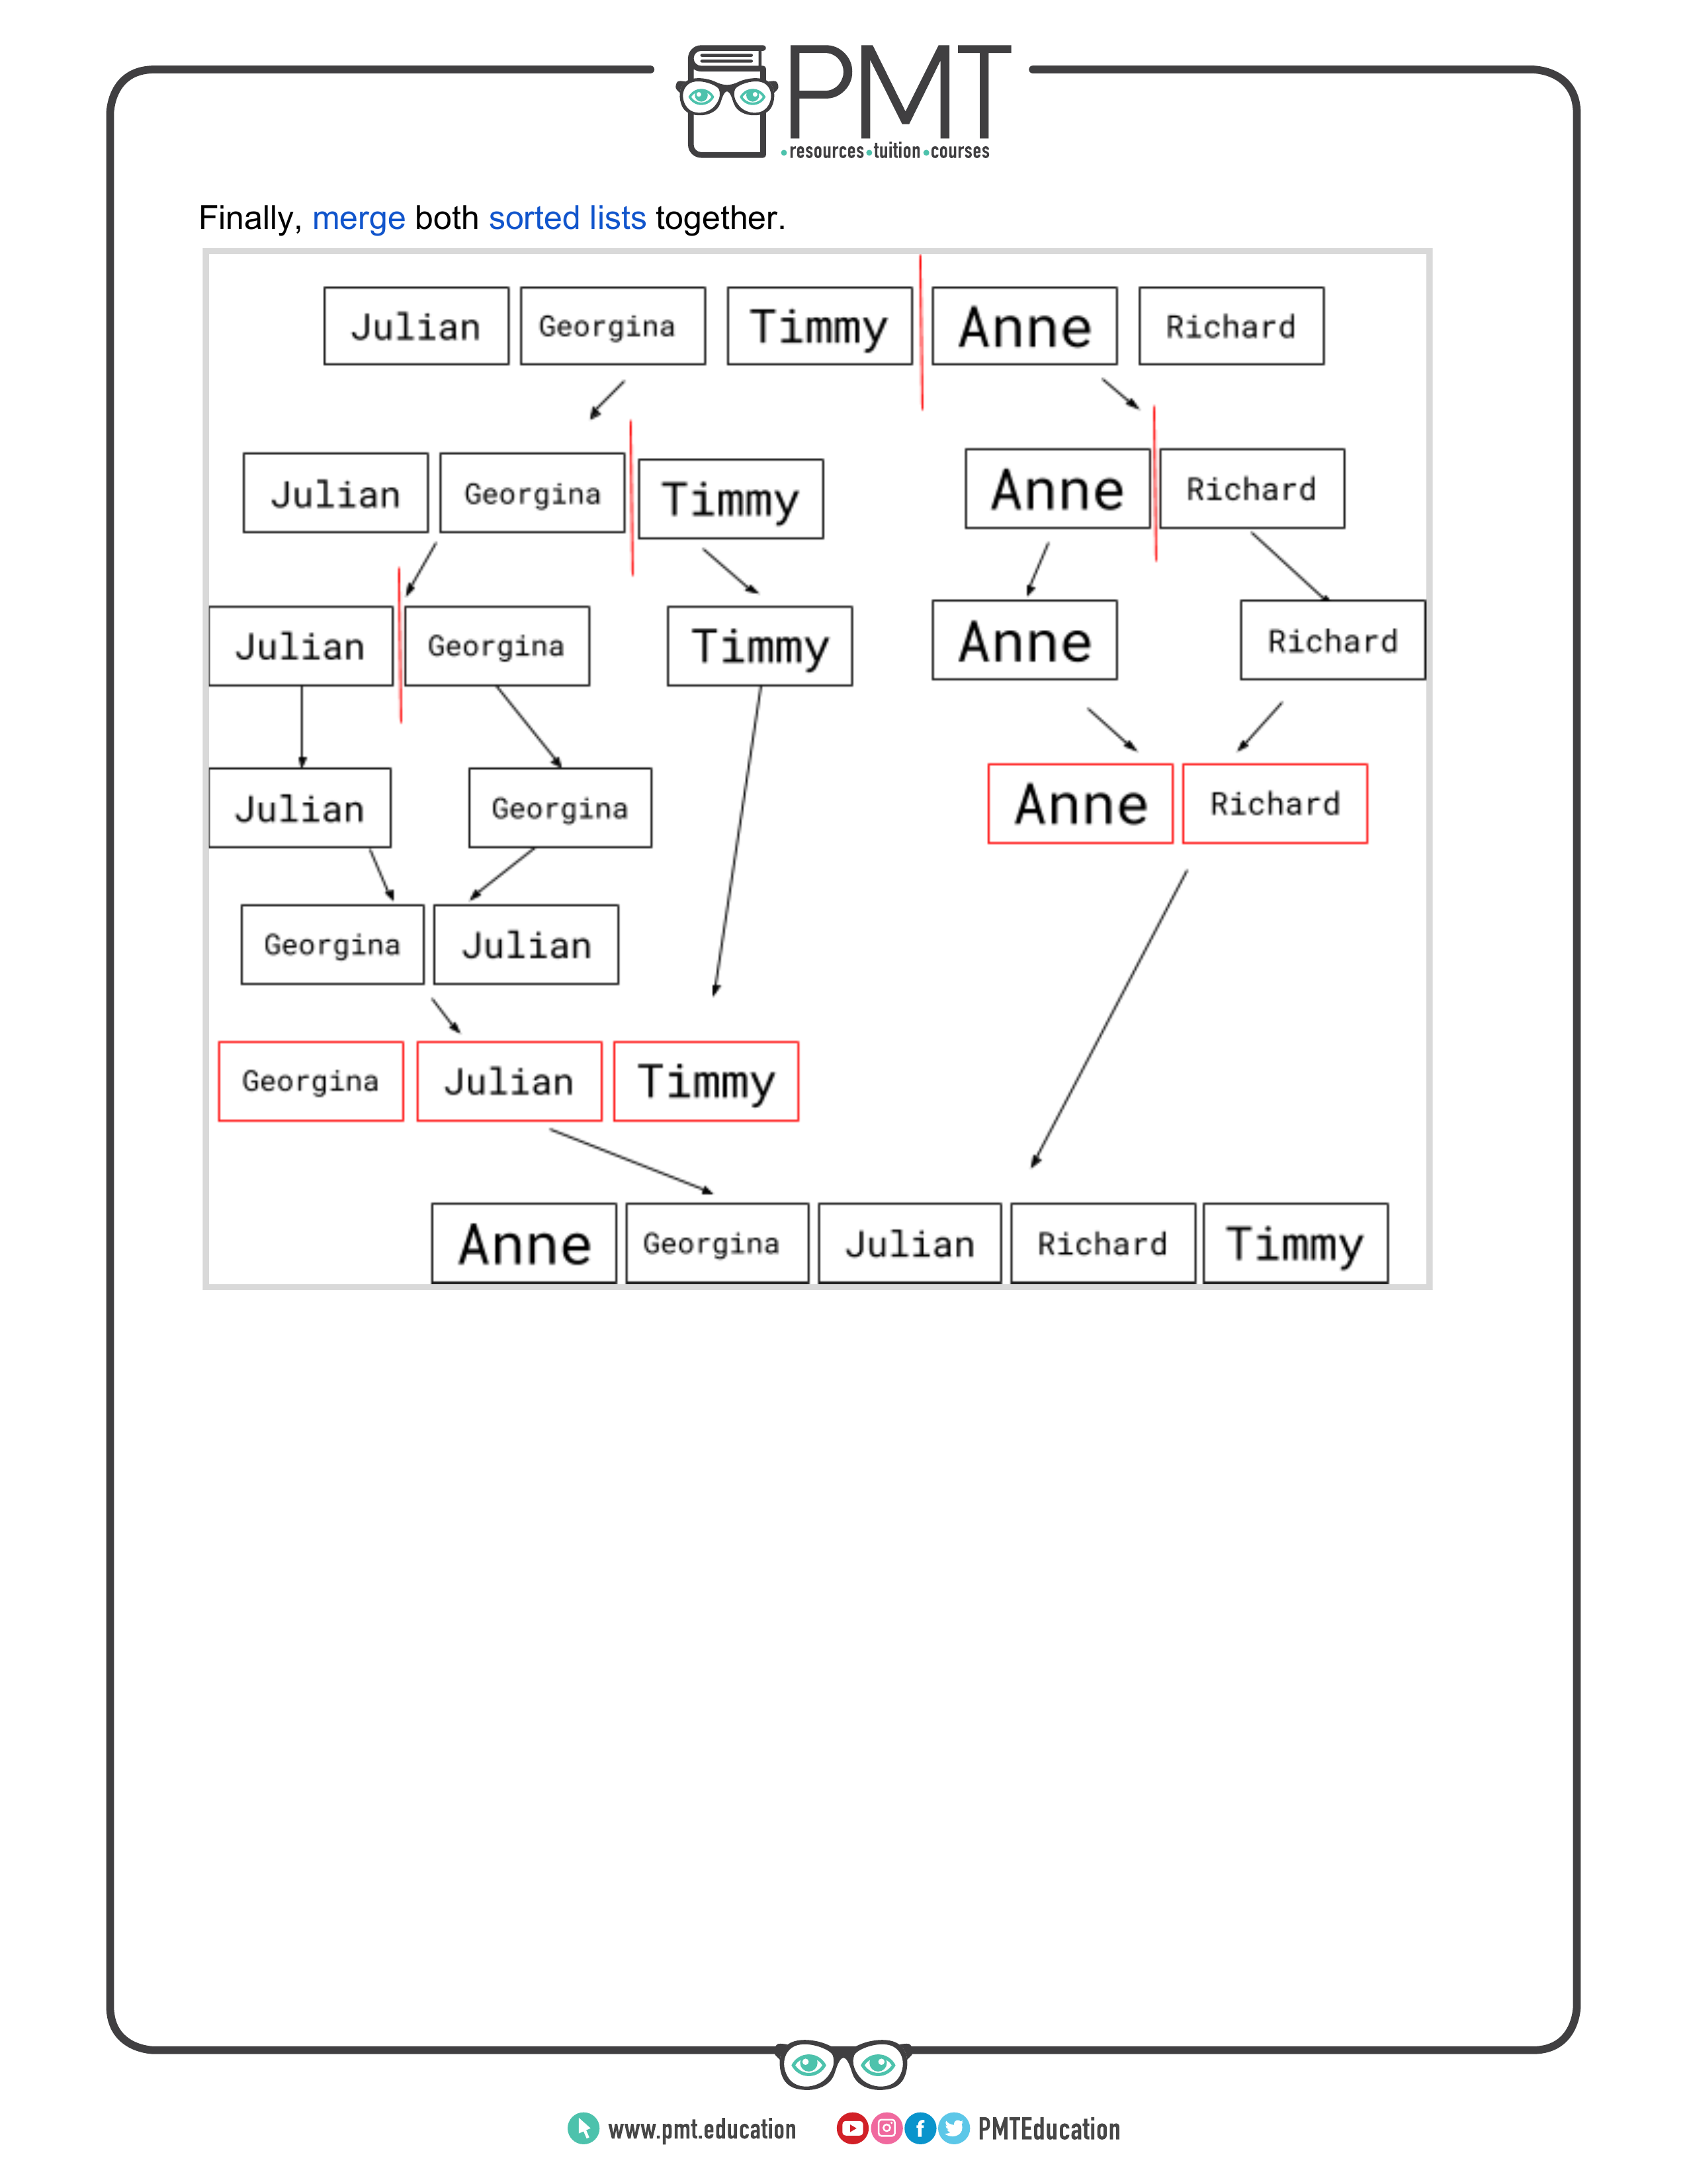 PMT
resources tuition courses
Finally, merge both sorted lists together.
Julian Georgina Timmy Anne Richard
Julian Georgina Timmy Anne Richard
Julian Georgina Timmy Anne Richard
Julian Georgina Anne Richard
Georgina Julian
Georgina Julian Timmy
Anne Georgina Julian Richard Timmy
www.pmt.education PMTEducation